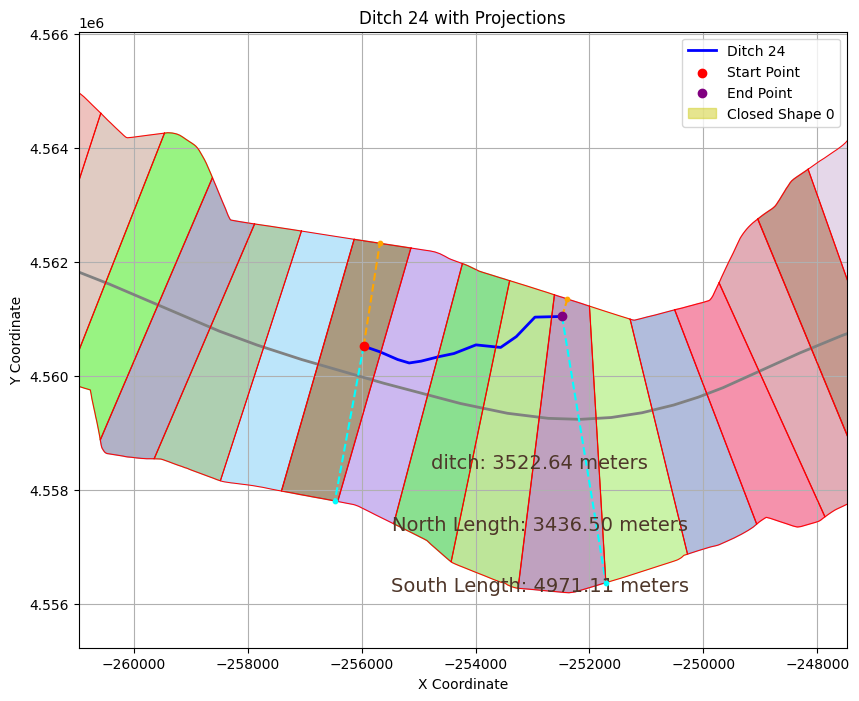 Ditch 24 with Projections
1e6
Ditch 24
Start Point
End Point
Closed Shape 0
4.566
4.564
4.562
4.560
4.558
4.556
Y Coordinate
ditch: 3522.64 meters
North Length: 3436.50 meters
South Length: 4971.11 meters
−260000
−258000
−256000
−254000
−252000
−250000
−248000
X Coordinate